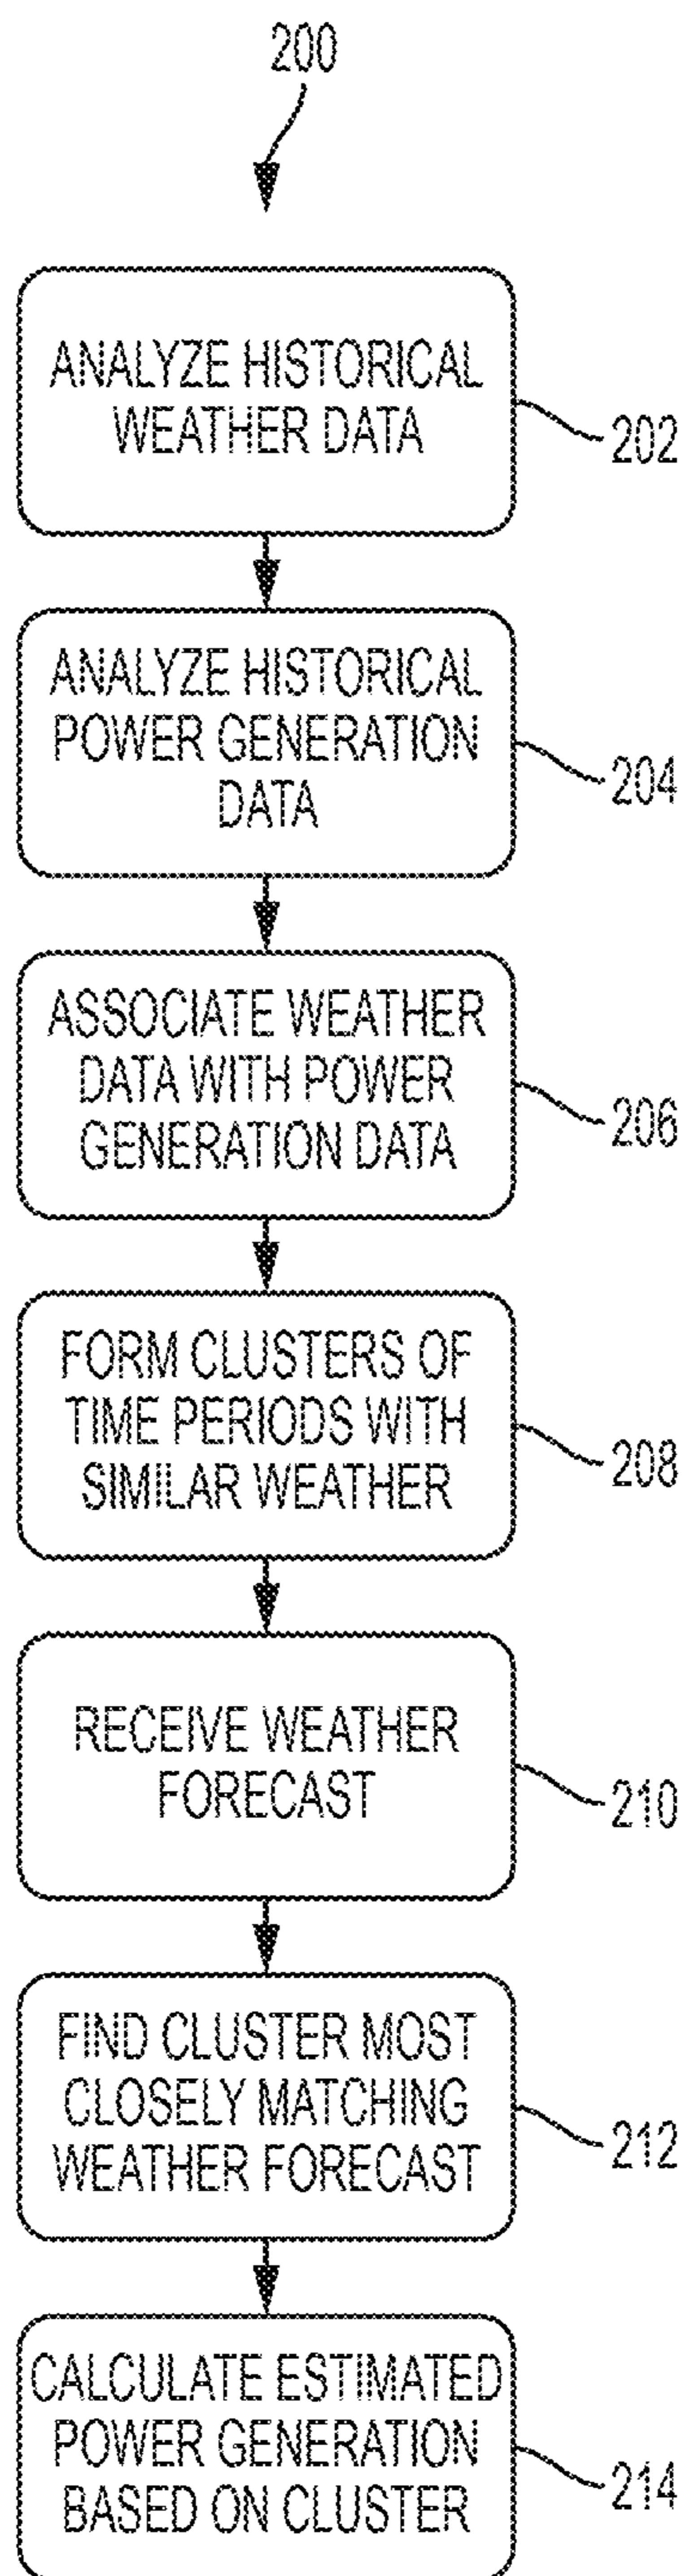 200
ANALYZE HISTORICAL
WEATHER DATA
202
ANALYZE HISTORICAL
POWER GENERATION
DATA
204
ASSOCIATE WEATHER
DATA WITH POWER
GENERATION DATA
206
FORM CLUSTERS OF
TIME PERIODS WITH
SIMILAR WEATHER
208
RECEIVE WEATHER
FORECAST
210
FIND CLUSTER MOST
CLOSELY MATCHING
WEATHER FORECAST
212
CALCULATE ESTIMATED
POWER GENERATION
BASED ON CLUSTER
214